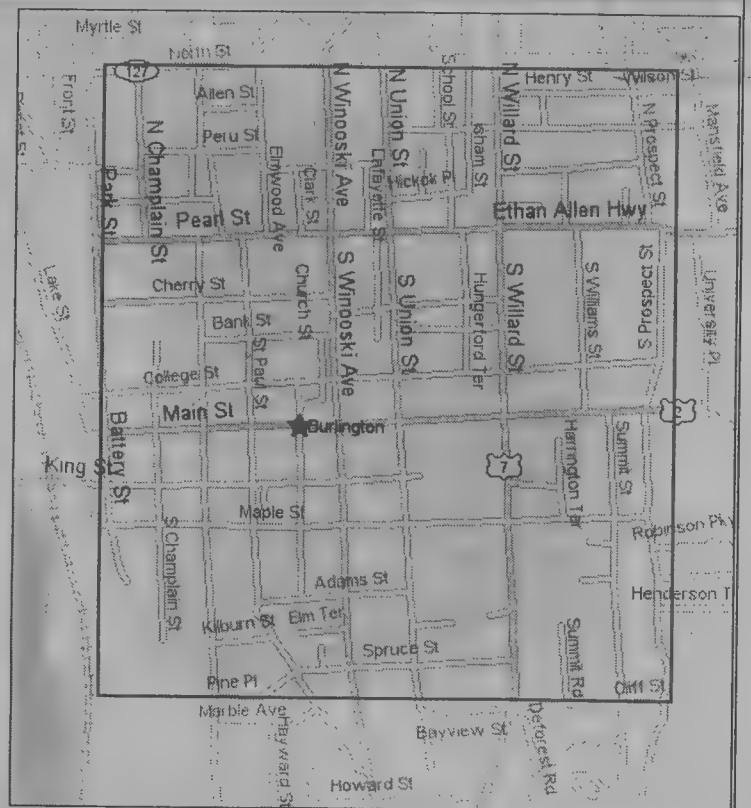 Myrtle St
North St
127
Allen St
Peru St
Front St
Park St
N Champlain St
Elmwood Ave
Clark St
N Winooski Ave
Lafayette St
N Union St
School St
Isham St
Hickok Pl
N Willard St
Henry St
Wilson St
N Prospect St
Mansfield Ave
Pearl St
Ethan Allen Hwy
Lake St
Cherry St
Bank St
College St
Main St
St Paul St
Church St
S Winooski Ave
S Union St
Hungerford Ter
S Willard St
S Williams St
S Prospect St
University Pl
Burlington
2
7
Battery St
King St
Maple St
S Champlain St
Harrington Ter
Summit St
Robinson Pky
Henderson T
Adams St
Elm Ter
Kilburn St
Spruce St
Summit Rd
Pine Pl
Cliff St
Marble Ave
Hayward St
Bayview St
Deforest Rd
Howard St